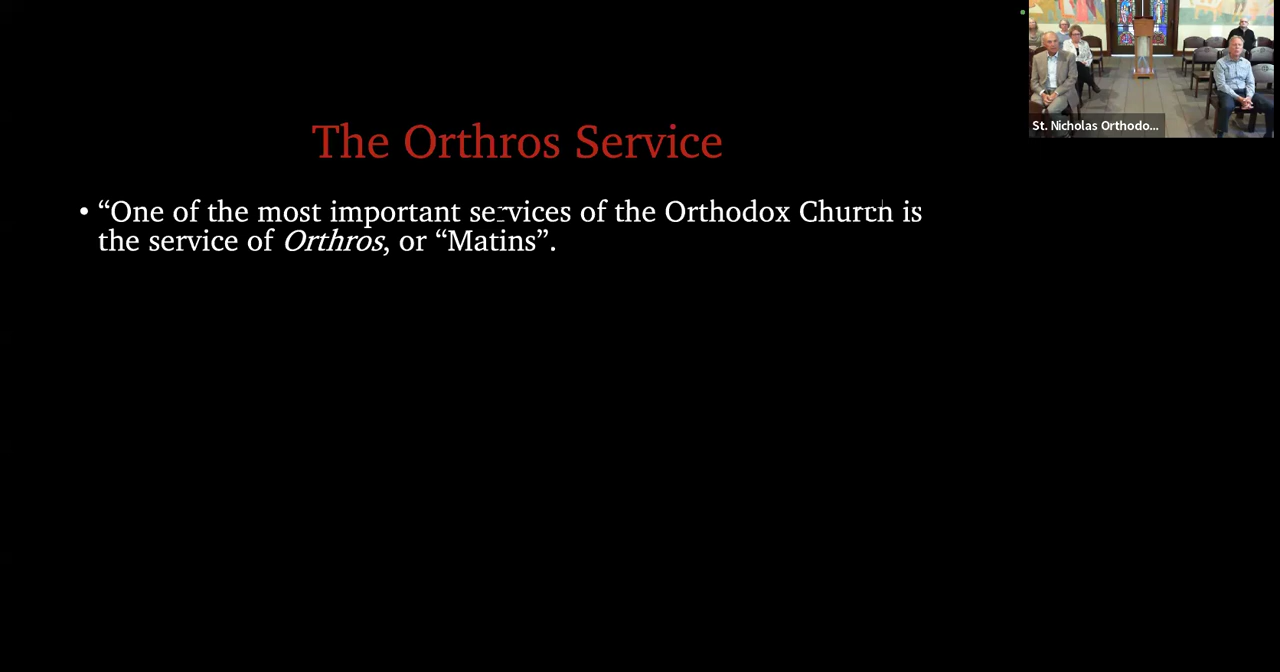 The Orthros Service
• “One of the most important services of the Orthodox Church is
the service of Orthros, or “Matins”.
St. Nicholas Orthodo...